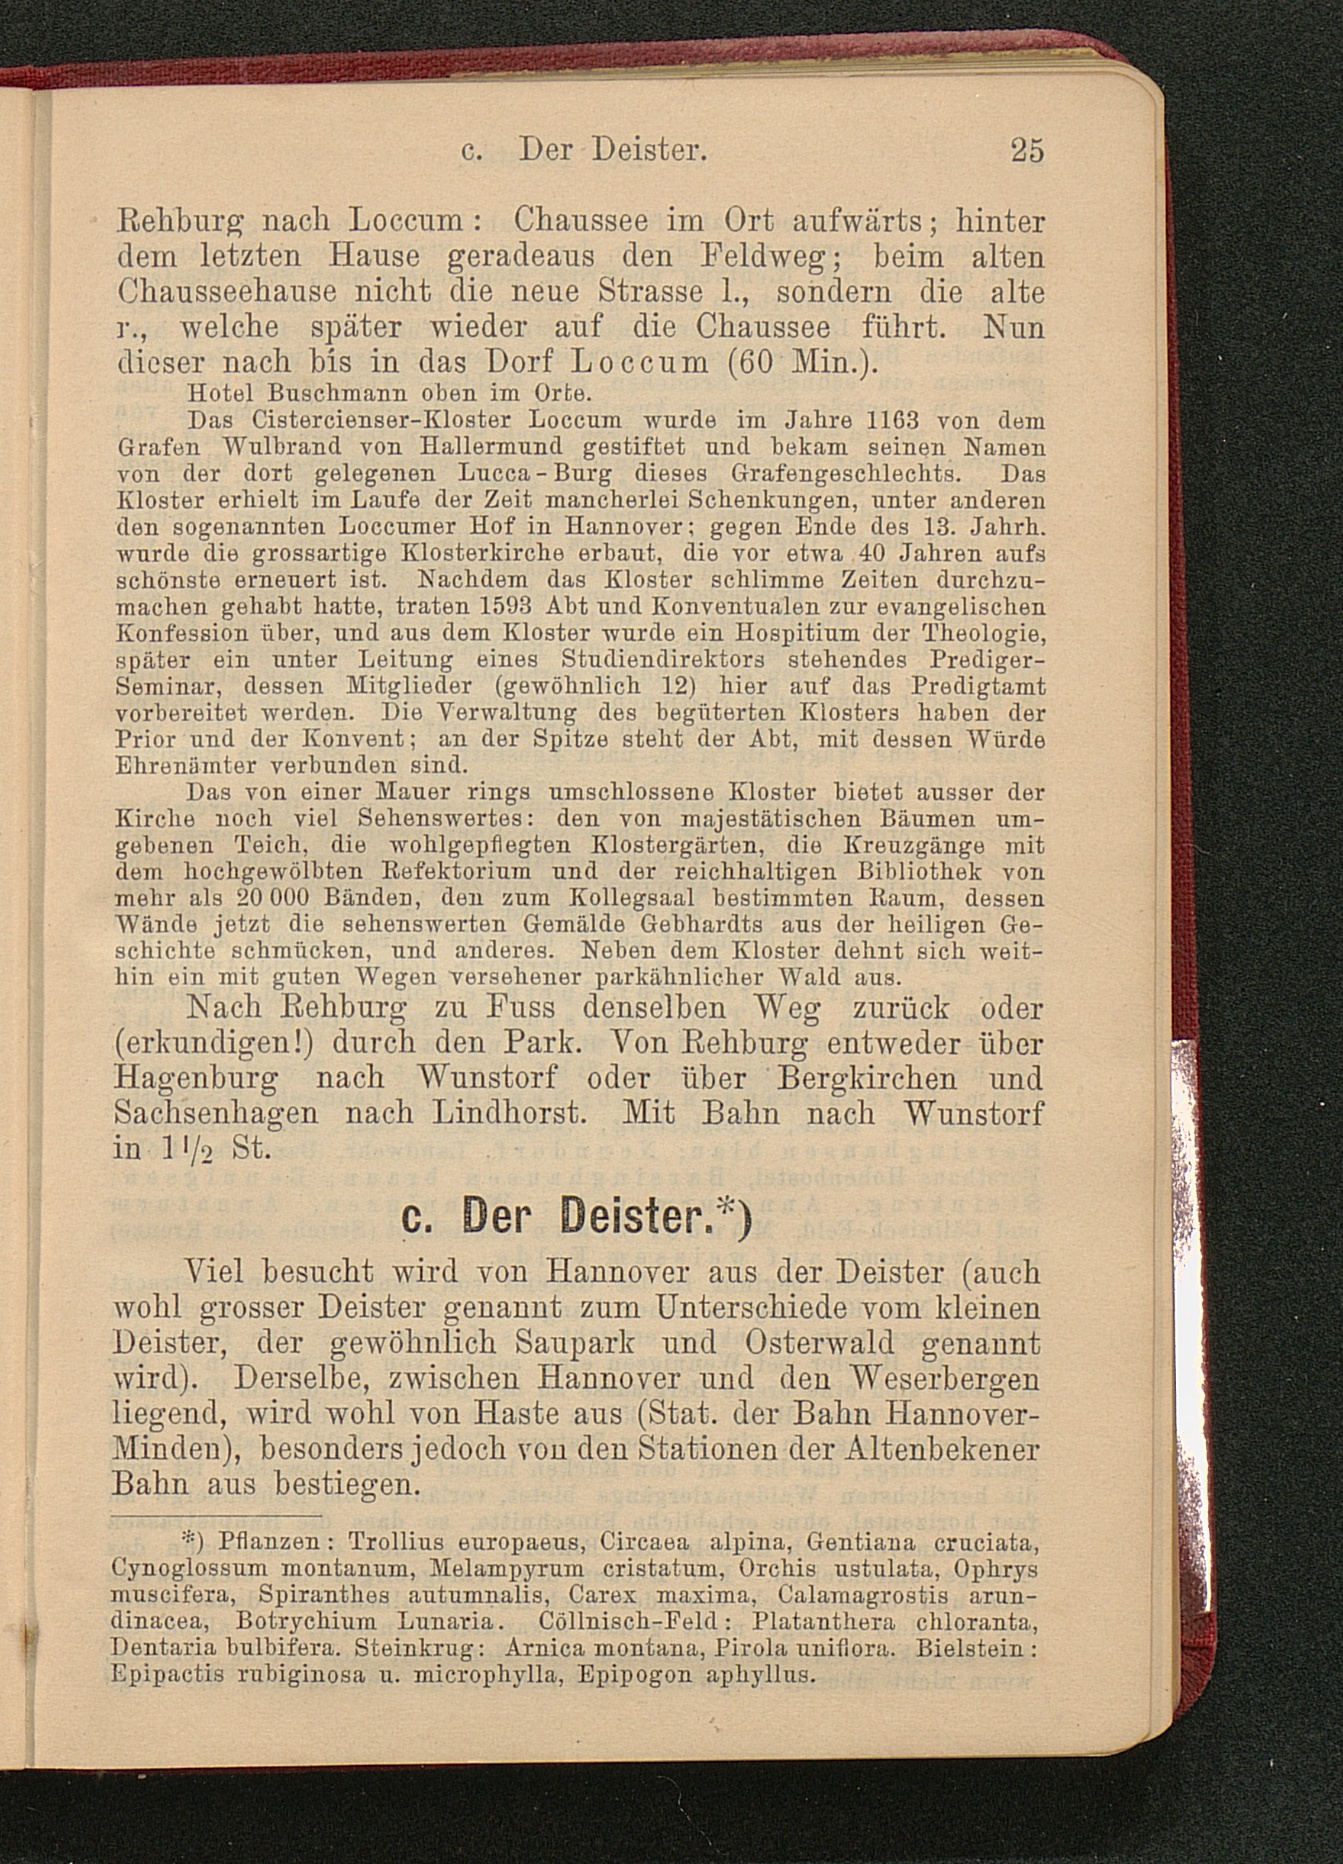 c. Der Deister. 25
Rehburg nach Loccum: Chaussee im Ort aufwärts; hinter
dem letzten Hause geradeaus den Feldweg; beim alten
Chausseehause nicht die neue Strasse l., sondern die alte
r., welche später wieder auf die Chaussee führt. Nun
dieser nach bis in das Dorf Loccum (60 Min.).
Hotel Buschmann oben im Orte.
Das Cistercienser-Kloster Loccum wurde im Jahre 1163 von dem
Grafen Wulbrand von Hallermund gestiftet und bekam seinen Namen
von der dort gelegenen Lucca-Burg dieses Grafengeschlechts. Das
Kloster erhielt im Laufe der Zeit mancherlei Schenkungen, unter anderen
den sogenannten Loccumer Hof in Hannover; gegen Ende des 13. Jahrh.
wurde die grossartige Klosterkirche erbaut, die vor etwa 40 Jahren aufs
schönste erneuert ist. Nachdem das Kloster schlimme Zeiten durchzu-
machen gehabt hatte, traten 1593 Abt und Konventualen zur evangelischen
Konfession über, und aus dem Kloster wurde ein Hospitium der Theologie,
später ein unter Leitung eines Studiendirektors stehendes Prediger-
Seminar, dessen Mitglieder (gewöhnlich 12) hier auf das Predigtamt
vorbereitet werden. Die Verwaltung des begüterten Klosters haben der
Prior und der Konvent; an der Spitze steht der Abt, mit dessen Würde
Ehrenämter verbunden sind.
Das von einer Mauer rings umschlossene Kloster bietet ausser der
Kirche noch viel Sehenswertes: den von majestätischen Bäumen um-
gebenen Teich, die wohlgepflegten Klostergärten, die Kreuzgänge mit
dem hochgewölbten Refektorium und der reichhaltigen Bibliothek von
mehr als 20 000 Bänden, den zum Kollegsaal bestimmten Raum, dessen
Wände jetzt die sehenswerten Gemälde Gebhardts aus der heiligen Ge-
schichte schmücken, und anderes. Neben dem Kloster dehnt sich weit-
hin ein mit guten Wegen versehener parkähnlicher Wald aus.
Nach Rehburg zu Fuss denselben Weg zurück oder
(erkundigen!) durch den Park. Von Rehburg entweder über
Hagenburg nach Wunstorf oder über Bergkirchen und
Sachsenhagen nach Lindhorst. Mit Bahn nach Wunstorf
in 1 1/2 St.
c. Der Deister.*)
Viel besucht wird von Hannover aus der Deister (auch
wohl grosser Deister genannt zum Unterschiede vom kleinen
Deister, der gewöhnlich Saupark und Osterwald genannt
wird). Derselbe, zwischen Hannover und den Weserbergen
liegend, wird wohl von Haste aus (Stat. der Bahn Hannover-
Minden), besonders jedoch von den Stationen der Altenbekener
Bahn aus bestiegen.
*) Pflanzen: Trollius europaeus, Circaea alpina, Gentiana cruciata,
Cynoglossum montanum, Melampyrum cristatum, Orchis ustulata, Ophrys
muscifera, Spiranthes autumnalis, Carex maxima, Calamagrostis arun-
dinacea, Botrychium Lunaria. Cöllnisch-Feld: Platanthera chloranta,
Dentaria bulbifera. Steinkrug: Arnica montana, Pirola uniflora. Bielstein:
Epipactis rubiginosa u. microphylla, Epipogon aphyllus.